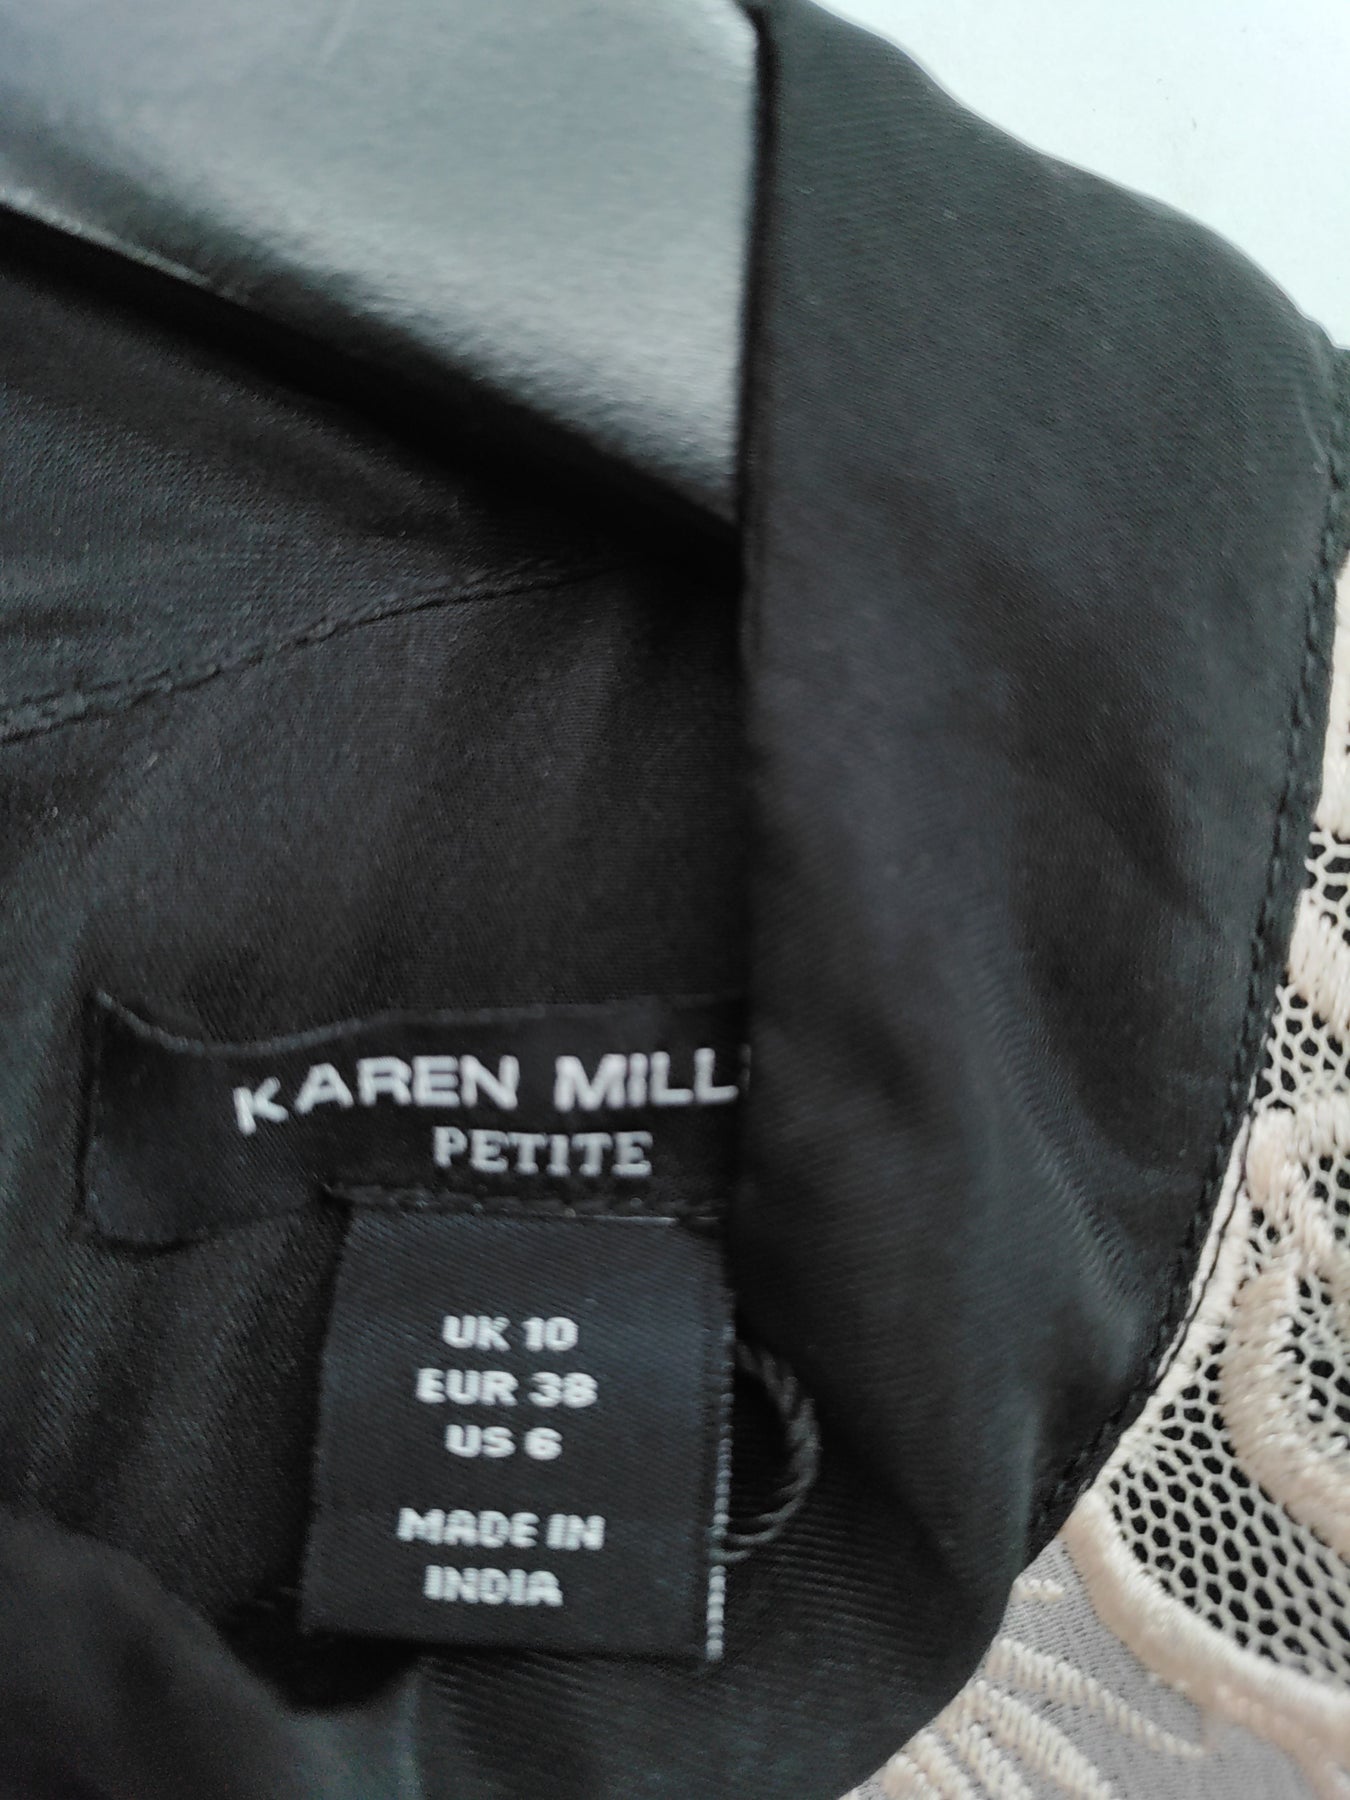 KAREN MILL
PETITE
UK 10
EUR 38
US 6
MADE IN
INDIA